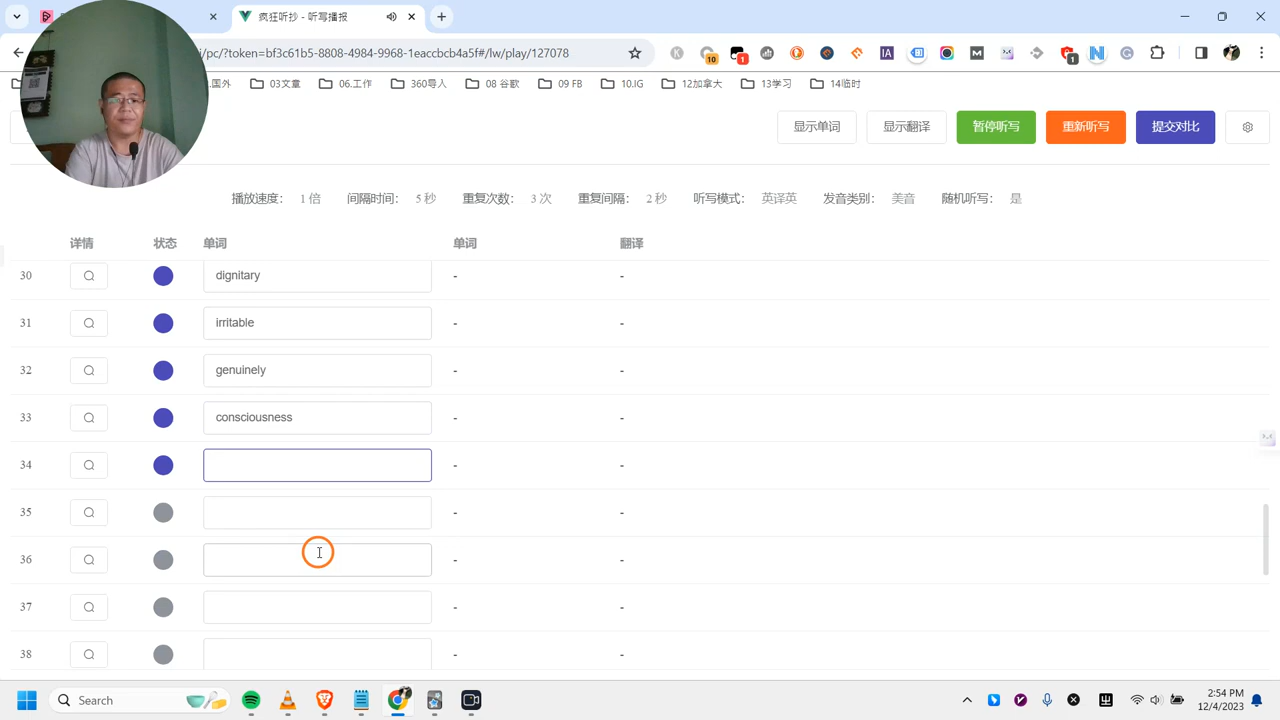 疯狂听抄 - 听写播报
i/pc/?token=bf3c61b5-8808-4984-9968-1eaccbcb4a5f#/lw/play/127078
10
1
IA
M
N
1
国外
03文章
06.工作
360导入
08 谷歌
09 FB
10.IG
12加拿大
13学习
14临时
显示单词
显示翻译
暂停听写
重新听写
提交对比
播放速度： 1 倍
间隔时间： 5 秒
重复次数： 3 次
重复间隔： 2 秒
听写模式： 英译英
发音类别： 美音
随机听写： 是
详情 状态 单词 单词 翻译
30 dignitary - -
31 irritable - -
32 genuinely - -
33 consciousness - -
34 - -
35 - -
36 - -
37 - -
38 - -
Search
2:54 PM
12/4/2023